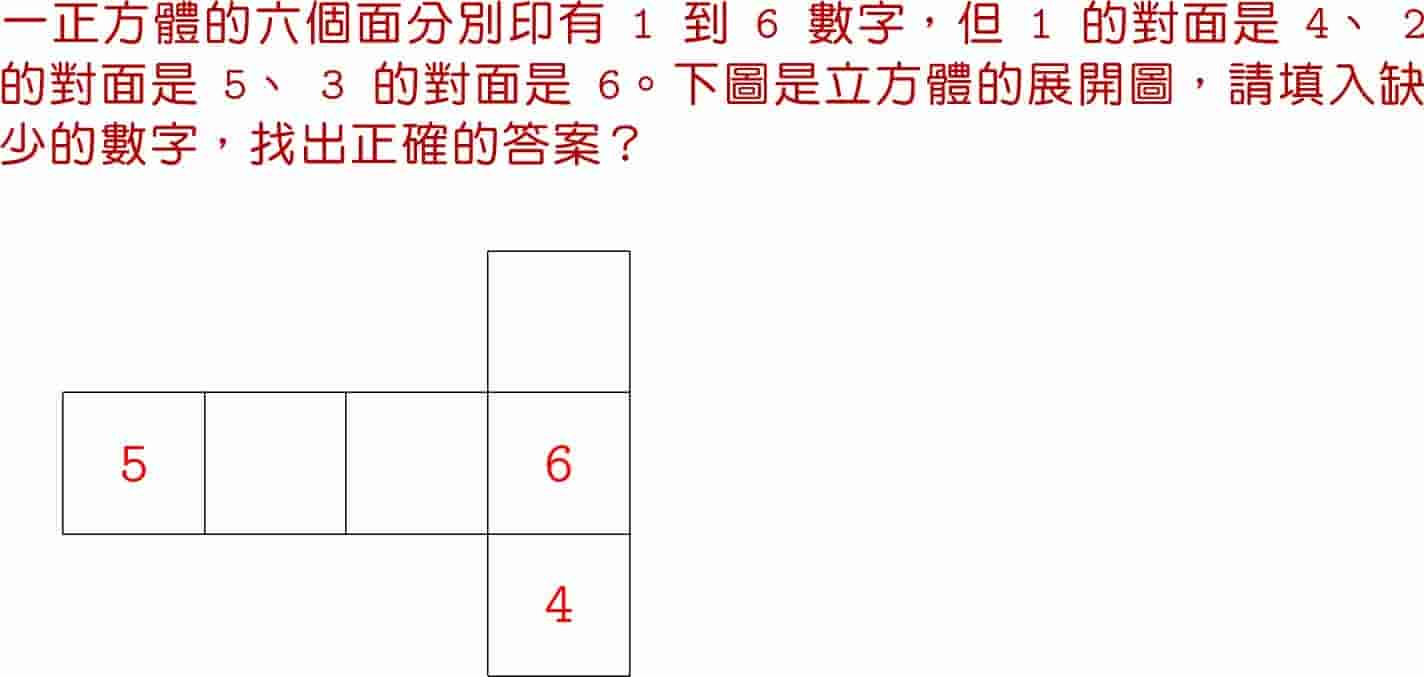 一正方體的六個面分別印有 1 到 6 數字，但 1 的對面是 4、 2
的對面是 5、 3 的對面是 6。下圖是立方體的展開圖，請填入缺
少的數字，找出正確的答案？
5 6
4